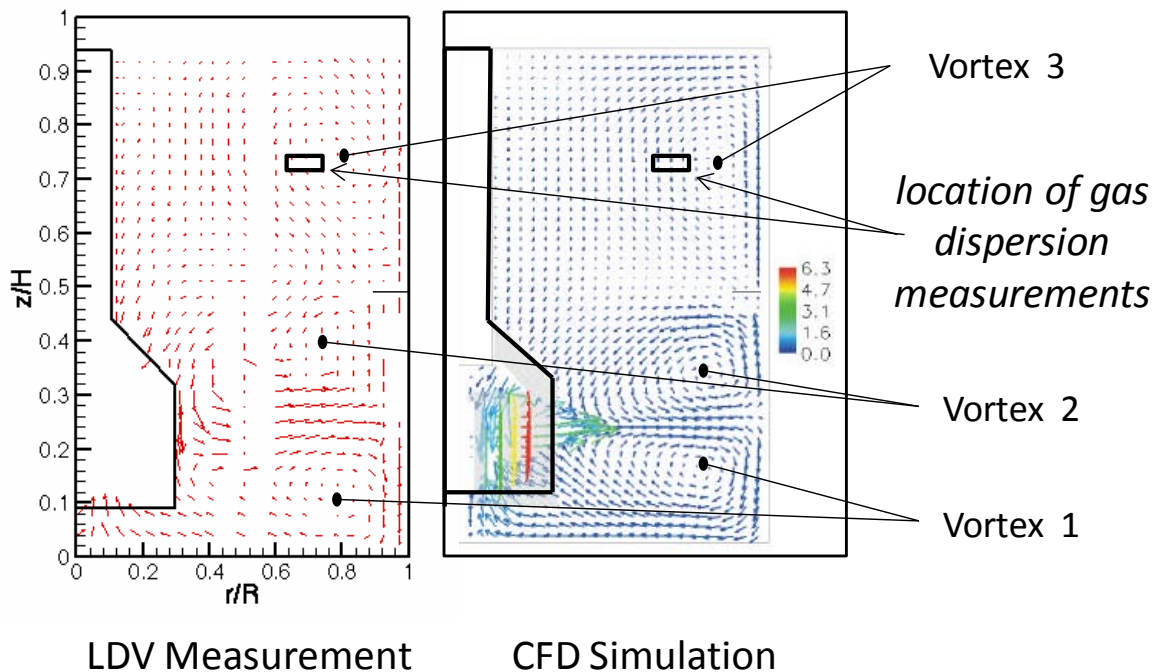 1
0.9
0.8
0.7
0.6
0.5
0.4
0.3
0.2
0.1
0
z/H
0 0.2 0.4 0.6 0.8 1
r/R
6.3
4.7
3.1
1.6
0.0
Vortex 3
location of gas
dispersion
measurements
Vortex 2
Vortex 1
LDV Measurement
CFD Simulation